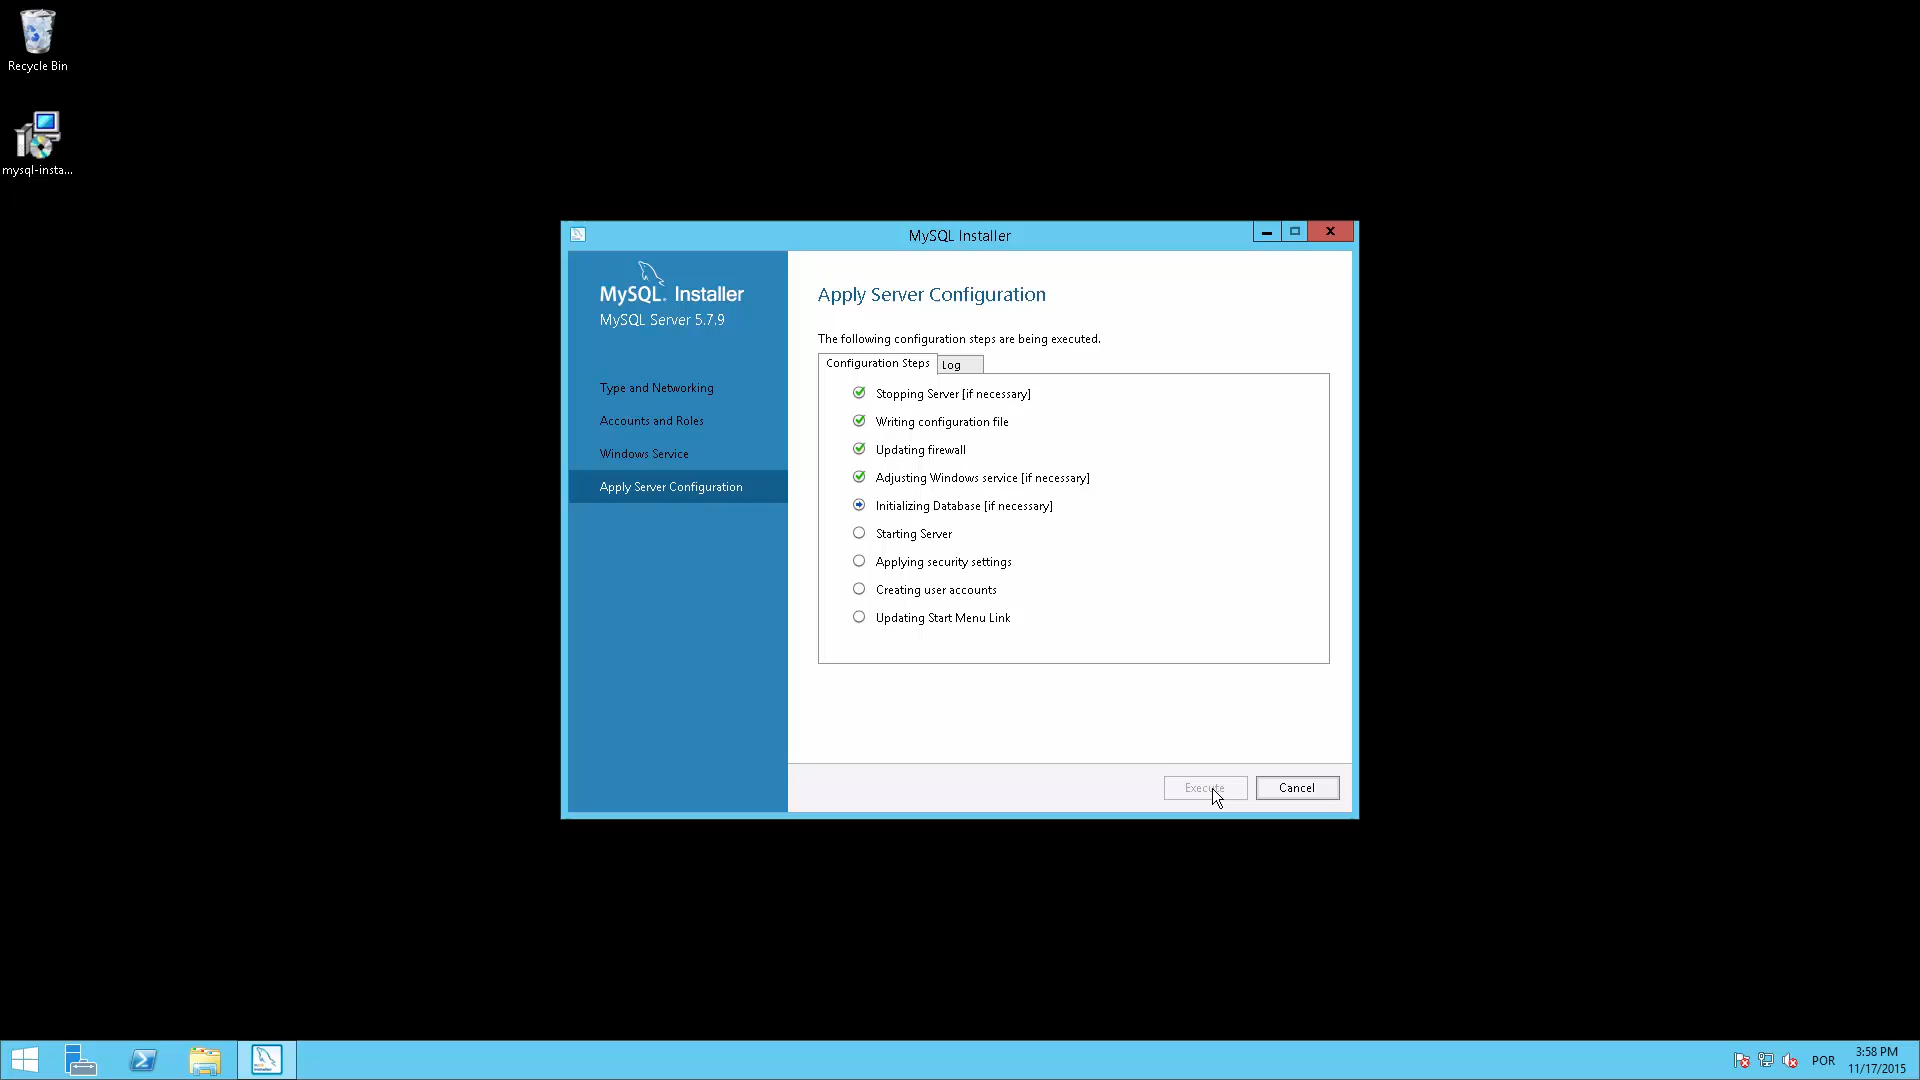 Recycle Bin
mysql-insta...
MySQL Installer
X
MySQL Installer
MySQL Server 5.7.9
Type and Networking
Accounts and Roles
Windows Service
Apply Server Configuration
Apply Server Configuration
The following configuration steps are being executed.
Configuration Steps
Log
Stopping Server [if necessary]
Writing configuration file
Updating firewall
Adjusting Windows service [if necessary]
Initializing Database [if necessary]
Starting Server
Applying security settings
Creating user accounts
Updating Start Menu Link
Execute
Cancel
POR
3:58 PM
11/17/2015